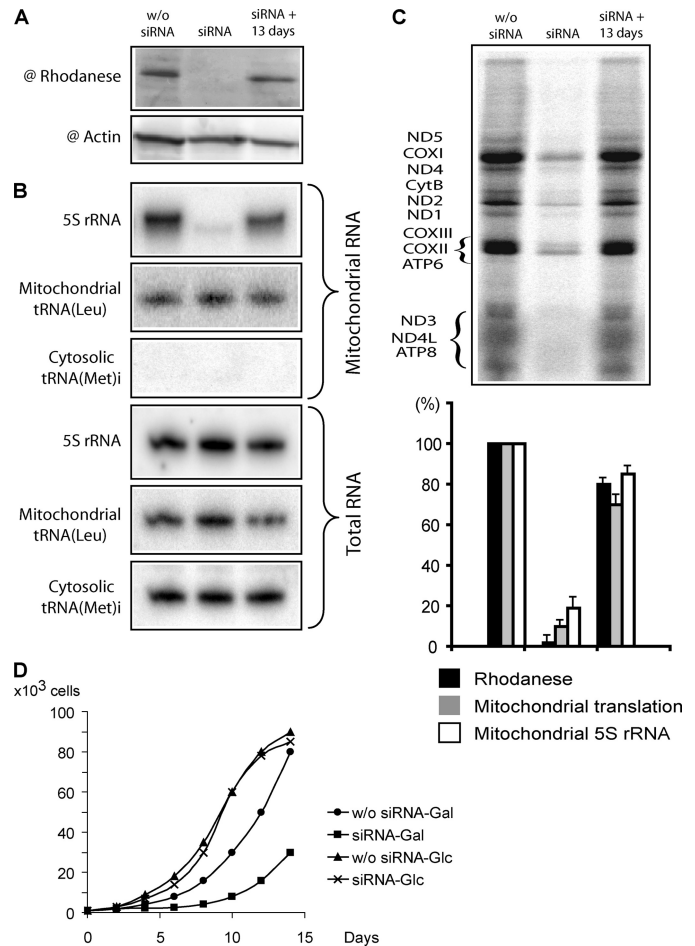 A
w/o siRNA
siRNA
siRNA + 13 days
@ Rhodanese
@ Actin
B
5S rRNA
Mitochondrial tRNA(Leu)
Cytosolic tRNA(Met)i
Mitochondrial RNA
5S rRNA
Mitochondrial tRNA(Leu)
Cytosolic tRNA(Met)i
Total RNA
C
w/o siRNA
siRNA
siRNA + 13 days
ND5
COXI
ND4
CytB
ND2
ND1
COXIII
COXII
ATP6
ND3
ND4L
ATP8
(%)
100
80
60
40
20
0
Rhodanese
Mitochondrial translation
Mitochondrial 5S rRNA
D
x10³ cells
100
80
60
40
20
0
0
5
10
15
Days
w/o siRNA-Gal
siRNA-Gal
w/o siRNA-Glc
siRNA-Glc